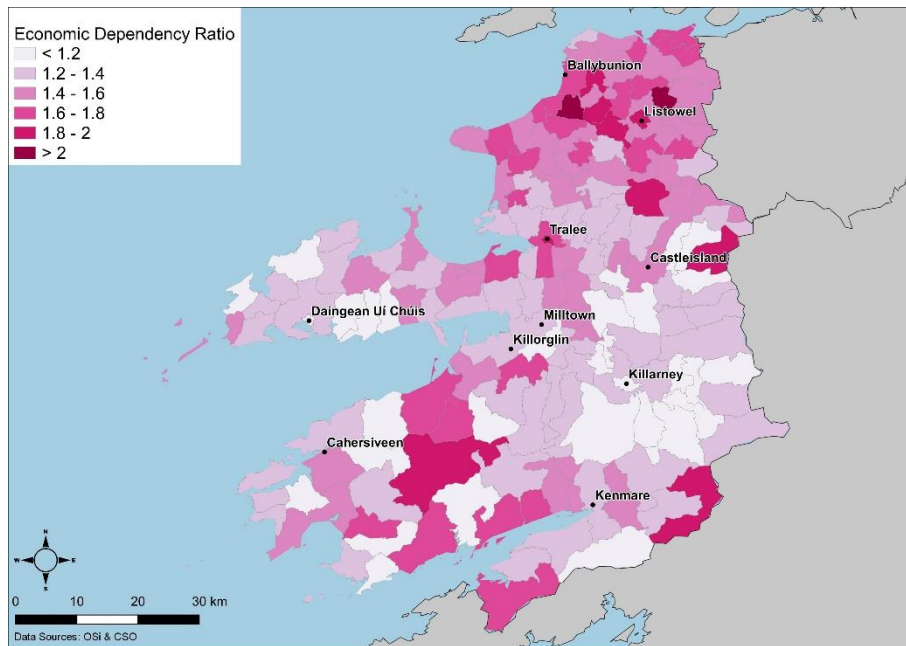 Economic Dependency Ratio
< 1.2
1.2 - 1.4
1.4 - 1.6
1.6 - 1.8
1.8 - 2
> 2
Ballybunion
Listowel
Tralee
Castleisland
Daingean Uí Chúis
Milltown
Killorglin
Killarney
Cahersiveen
Kenmare
N
W E
S
0 10 20 30 km
Data Sources: OSi & CSO